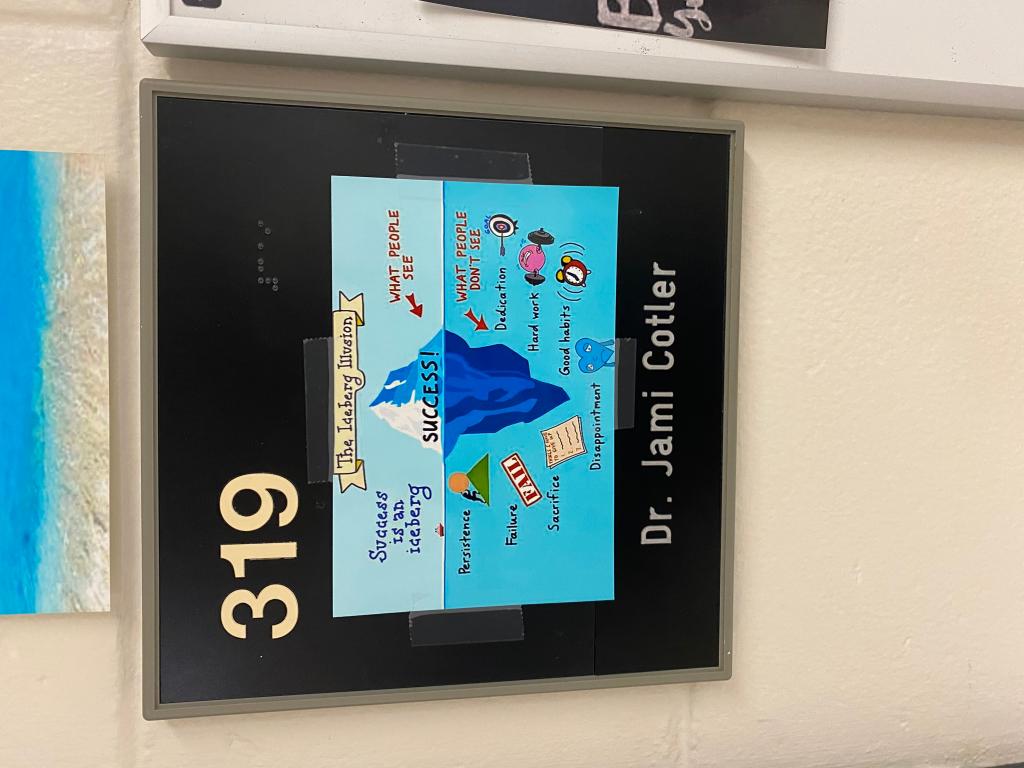 319
The Iceberg Illusion
Success
is an
iceberg
WHAT PEOPLE
SEE
SUCCESS!
WHAT PEOPLE
DON'T SEE
Persistence
Failure
FAIL
Sacrifice
Disappointment
Dedication
GOAL
Hard work
Good habits
Dr. Jami Cotler